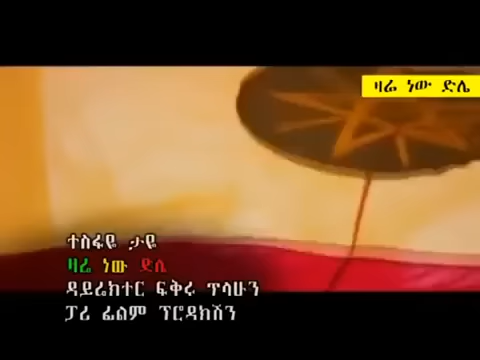 ዛሬ ነው ድሌ
ተስፋዬ ታዬ
ዛሬ ነው ድሌ
ዳይሬክተር ፍቅሩ ጥላሁን
ፓሪ ፊልም ፕሮዳክሽን